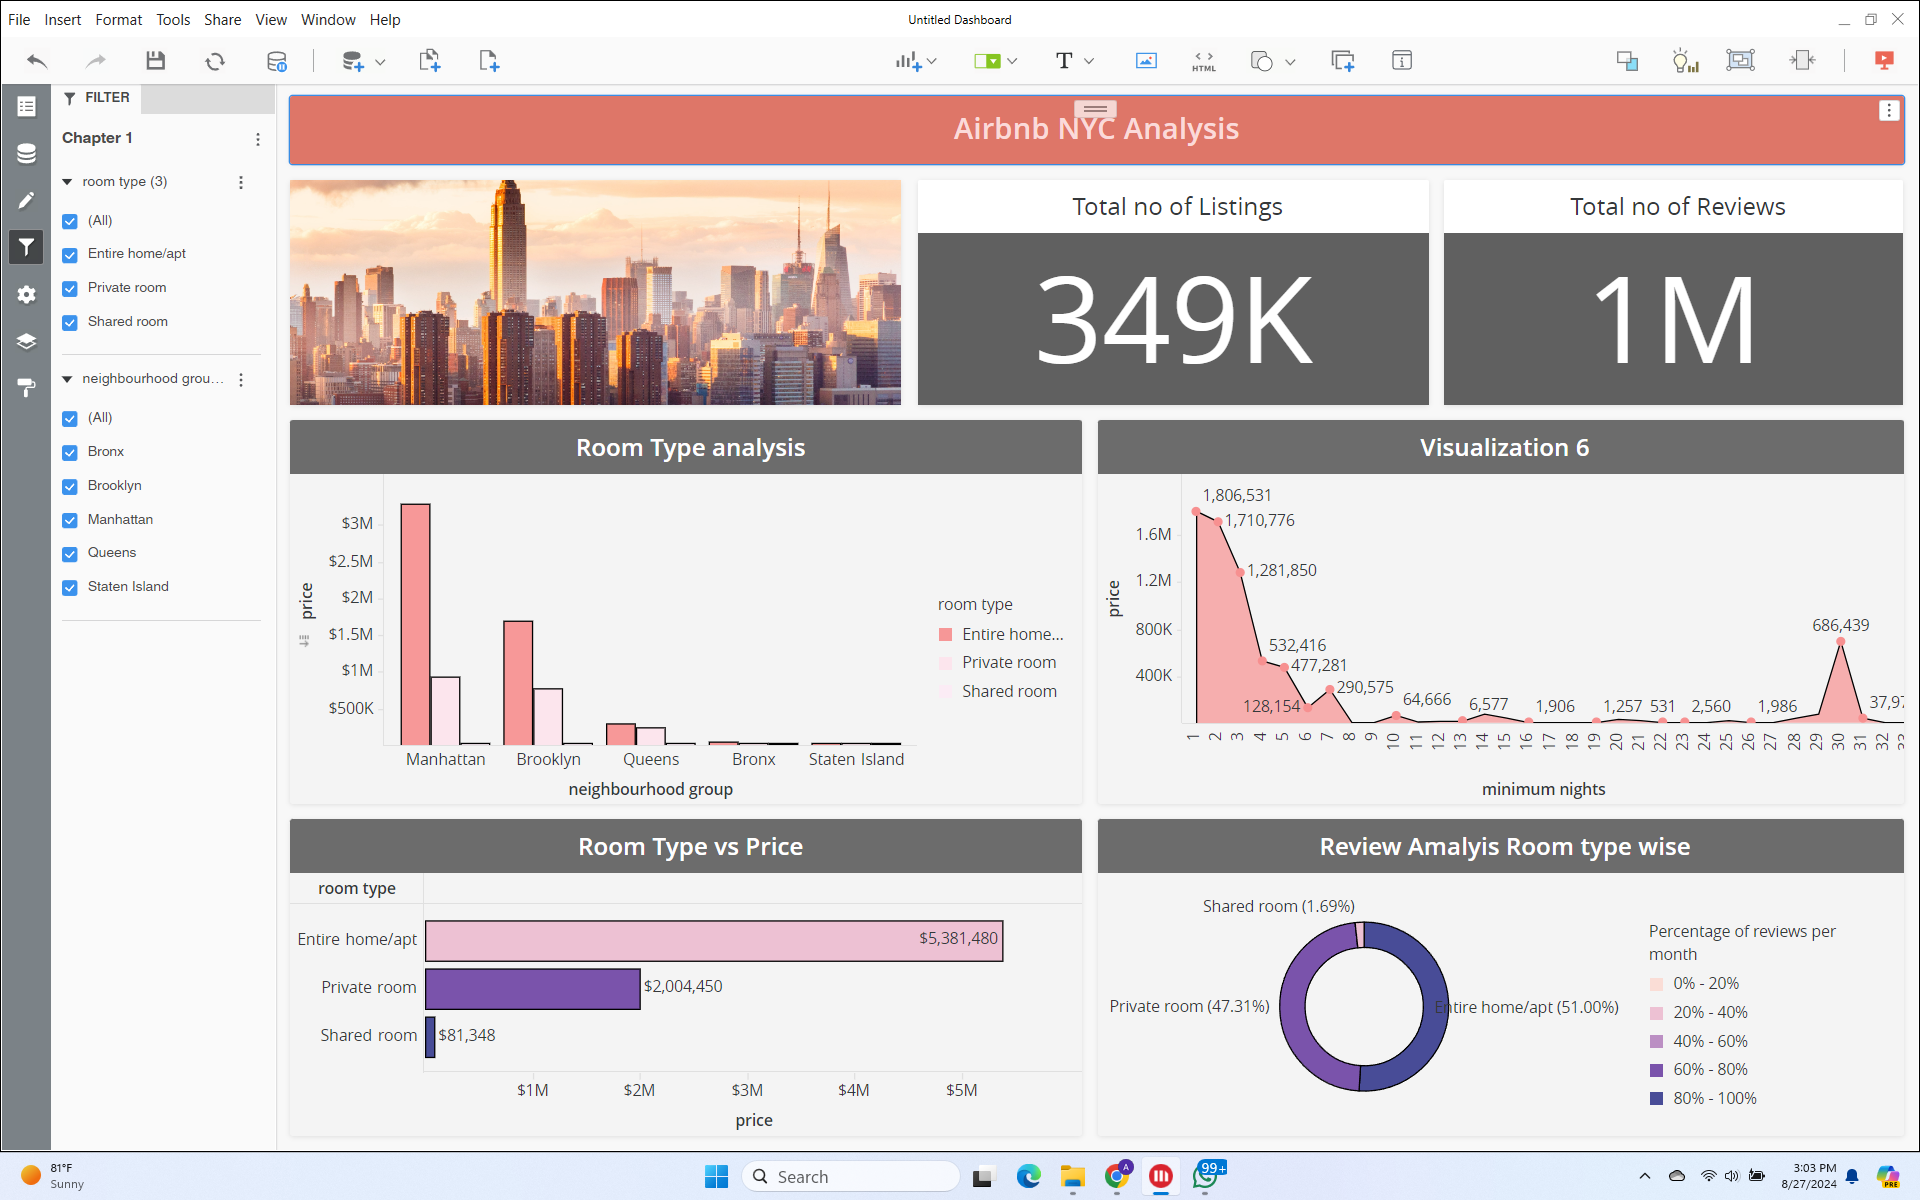 File Insert Format Tools Share View Window Help
Untitled Dashboard
HTML
FILTER
Chapter 1
room type (3)
(All)
Entire home/apt
Private room
Shared room
neighbourhood grou...
(All)
Bronx
Brooklyn
Manhattan
Queens
Staten Island
Airbnb NYC Analysis
Total no of Listings
349K
Total no of Reviews
1M
Room Type analysis
price
$3M
$2.5M
$2M
$1.5M
$1M
$500K
Manhattan Brooklyn Queens Bronx Staten Island
neighbourhood group
room type
Entire home...
Private room
Shared room
Visualization 6
price
1.6M
1.2M
800K
400K
1,806,531
1,710,776
1,281,850
532,416
477,281
128,154
290,575
64,666
6,577
1,906
1,257
531
2,560
1,986
686,439
37,97
1 2 3 4 5 6 7 8 9 10 11 12 13 14 15 16 17 18 19 20 21 22 23 24 25 26 27 28 29 30 31 32 33
minimum nights
Room Type vs Price
room type
Entire home/apt $5,381,480
Private room $2,004,450
Shared room $81,348
$1M $2M $3M $4M $5M
price
Review Amalyis Room type wise
Shared room (1.69%)
Private room (47.31%)
Entire home/apt (51.00%)
Percentage of reviews per
month
0% - 20%
20% - 40%
40% - 60%
60% - 80%
80% - 100%
81°F
Sunny
Search
A
99+
3:03 PM
8/27/2024
PRE